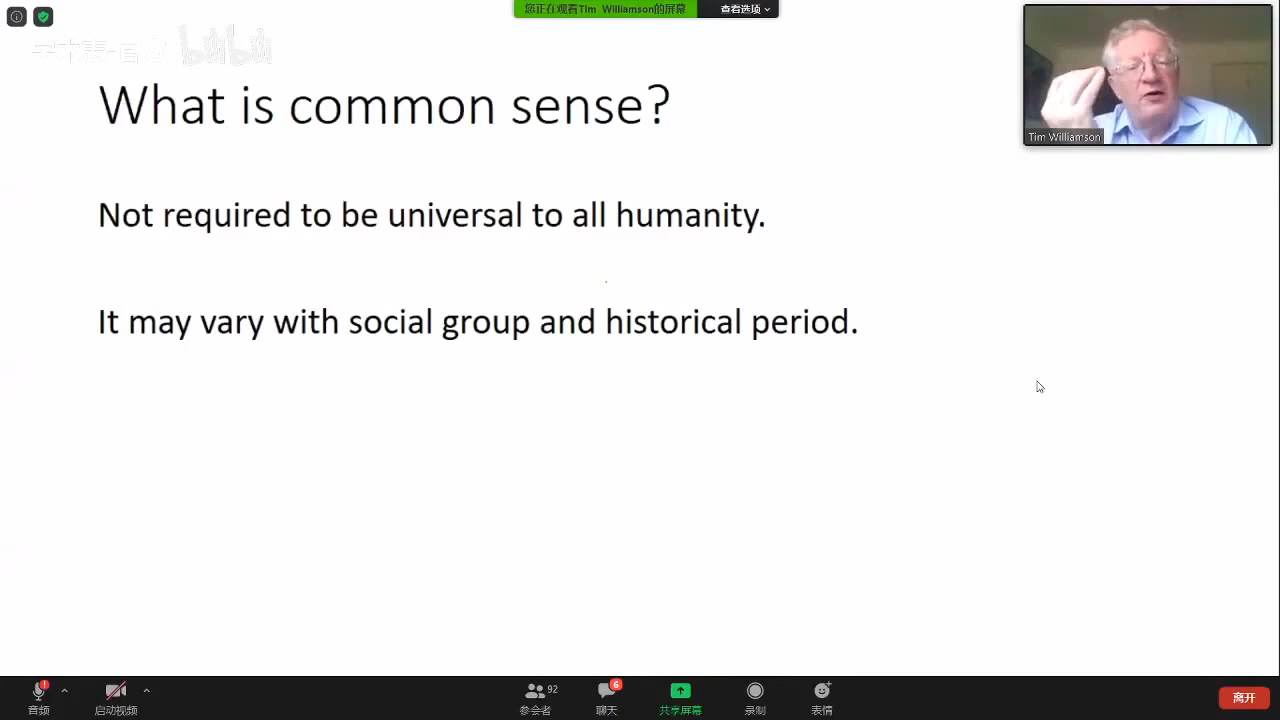 您正在观看Tim Williamson的屏幕 查看选项
bilibili
What is common sense?
Tim Williamson
Not required to be universal to all humanity.
It may vary with social group and historical period.
92
6
音频
启动视频
参会者
聊天
共享屏幕
录制
表情
离开